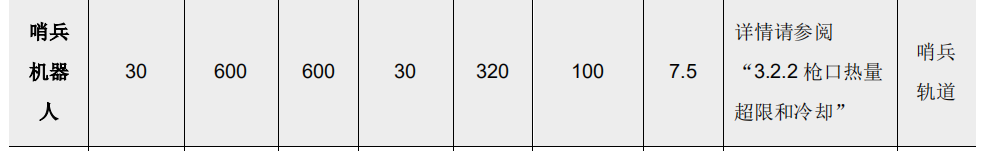 哨兵
机器
人
30
600
600
30
320
100
7.5
详情请参阅
“3.2.2 枪口热量
超限和冷却”
哨兵
轨道